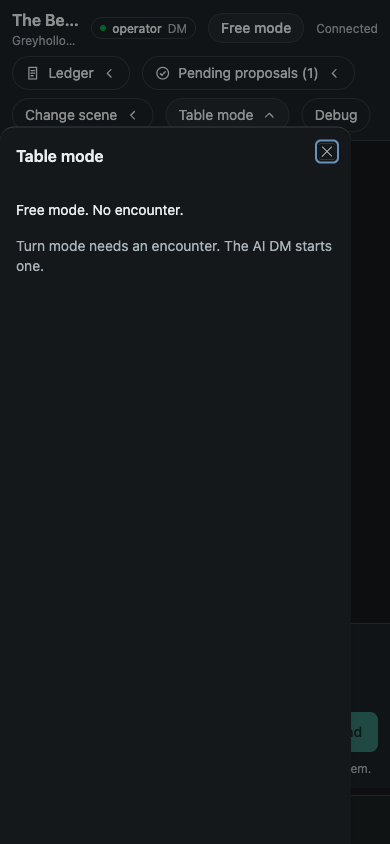 The Be...
Greyhollo...
operator DM
Free mode
Connected
Ledger
Pending proposals (1)
Change scene
Table mode
Debug
Table mode
Free mode. No encounter.
Turn mode needs an encounter. The AI DM starts
one.
em.